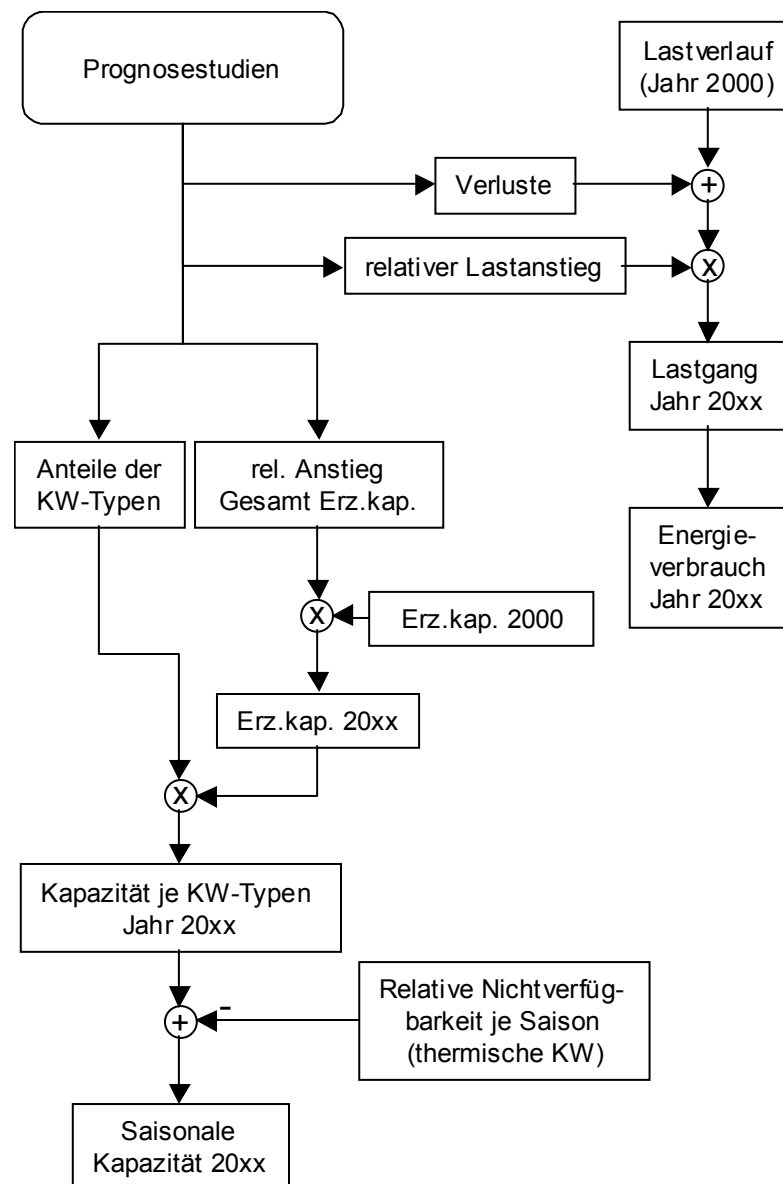 Prognosestudien
Lastverlauf
(Jahr 2000)
Verluste
+
relativer Lastanstieg
x
Lastgang
Jahr 20xx
Anteile der
KW-Typen
rel. Anstieg
Gesamt Erz.kap.
Energie-
verbrauch
Jahr 20xx
x
Erz.kap. 2000
Erz.kap. 20xx
x
Kapazität je KW-Typen
Jahr 20xx
Relative Nichtverfüg-
barkeit je Saison
(thermische KW)
-
+
Saisonale
Kapazität 20xx